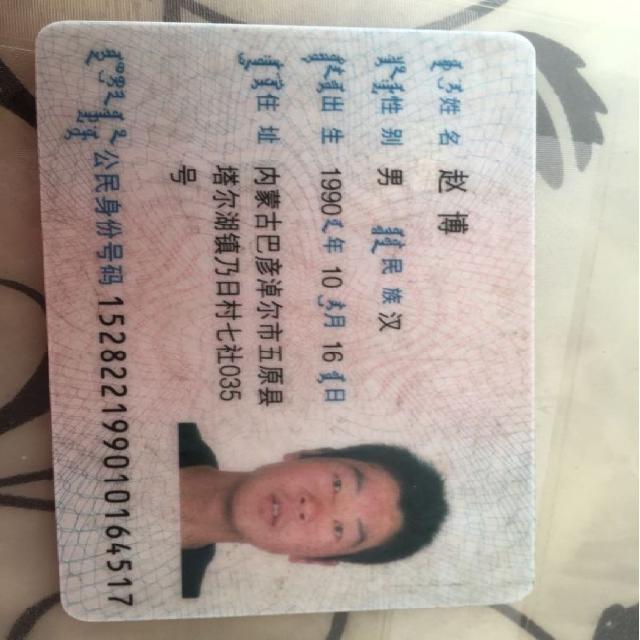 姓名 赵博
性别 男 民族 汉
出生 1990 年 10 月 16 日
住址 内蒙古巴彦淖尔市五原县
塔尔湖镇乃日村七社035
号
公民身份号码 152822199010164517